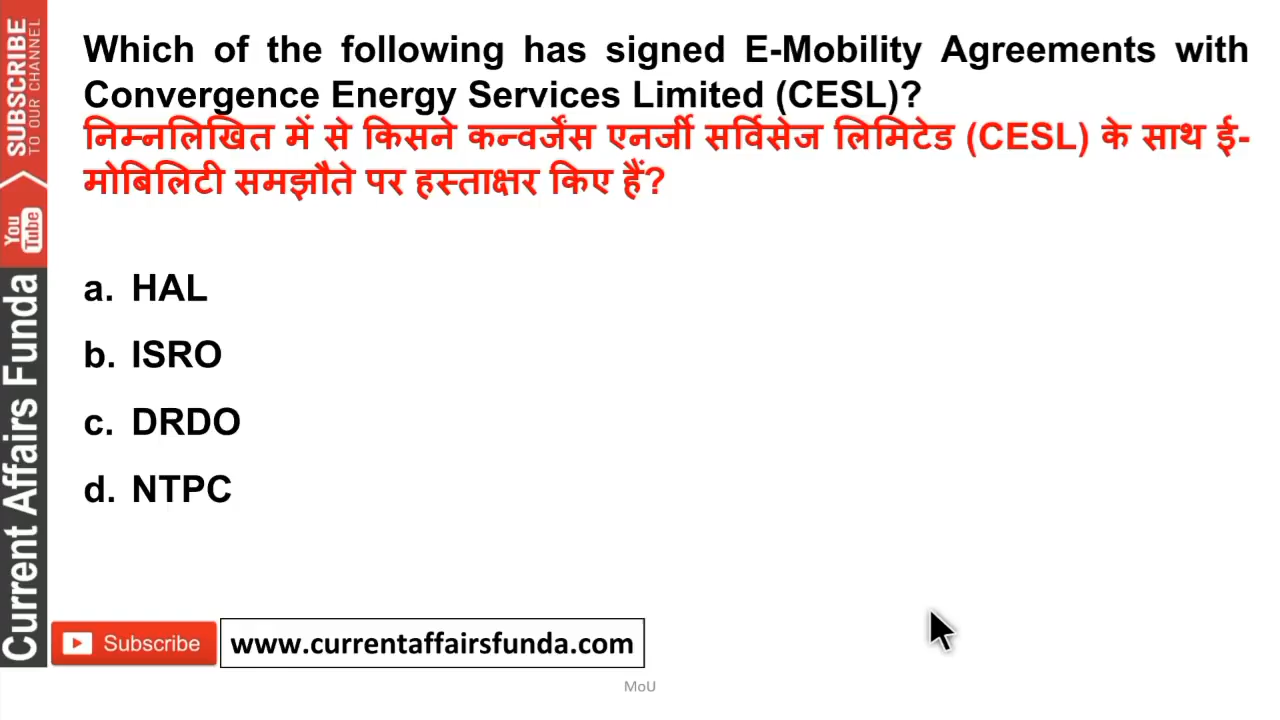 Which of the following has signed E-Mobility Agreements with
Convergence Energy Services Limited (CESL)?
निम्नलिखित में से किसने कन्वर्जेंस एनर्जी सर्विसेज लिमिटेड (CESL) के साथ ई-
मोबिलिटी समझौते पर हस्ताक्षर किए हैं?
a. HAL
b. ISRO
c. DRDO
d. NTPC
SUBSCRIBE
TO OUR CHANNEL
You
Tube
Current Affairs Funda
Subscribe
www.currentaffairsfunda.com
MoU